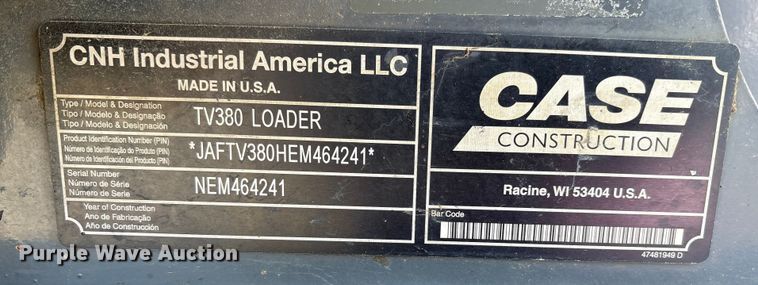 CNH Industrial America LLC
MADE IN U.S.A.
Type / Model & Designation
Tipo / Modelo & Designação
Tipo / Modelo & Designación
TV380 LOADER
Product Identification Number (PIN)
Número de Identificação do Produto (PIN)
Número de Identificación del Producto (PIN)
*JAFTV380HEM464241*
Serial Number
Número de Série
Número de Serie
NEM464241
Year of Construction
Ano de Fabricação
Ano de Construcción
CASE
CONSTRUCTION
Racine, WI 53404 U.S.A.
Bar Code
47481949 D
Purple Wave Auction